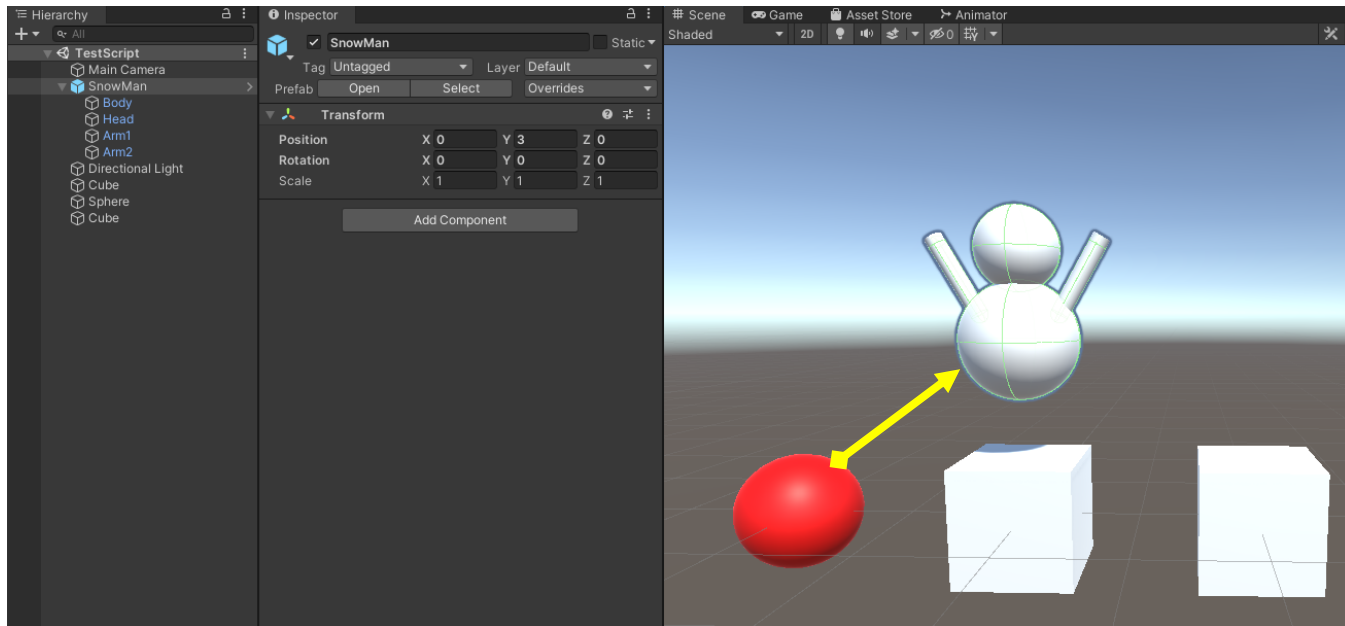 Hierarchy
All
TestScript
Main Camera
SnowMan
Body
Head
Arm1
Arm2
Directional Light
Cube
Sphere
Cube
Inspector
SnowMan
Static
Tag Untagged Layer Default
Prefab Open Select Overrides
Transform
Position X 0 Y 3 Z 0
Rotation X 0 Y 0 Z 0
Scale X 1 Y 1 Z 1
Add Component
Scene Game Asset Store Animator
Shaded 2D 0